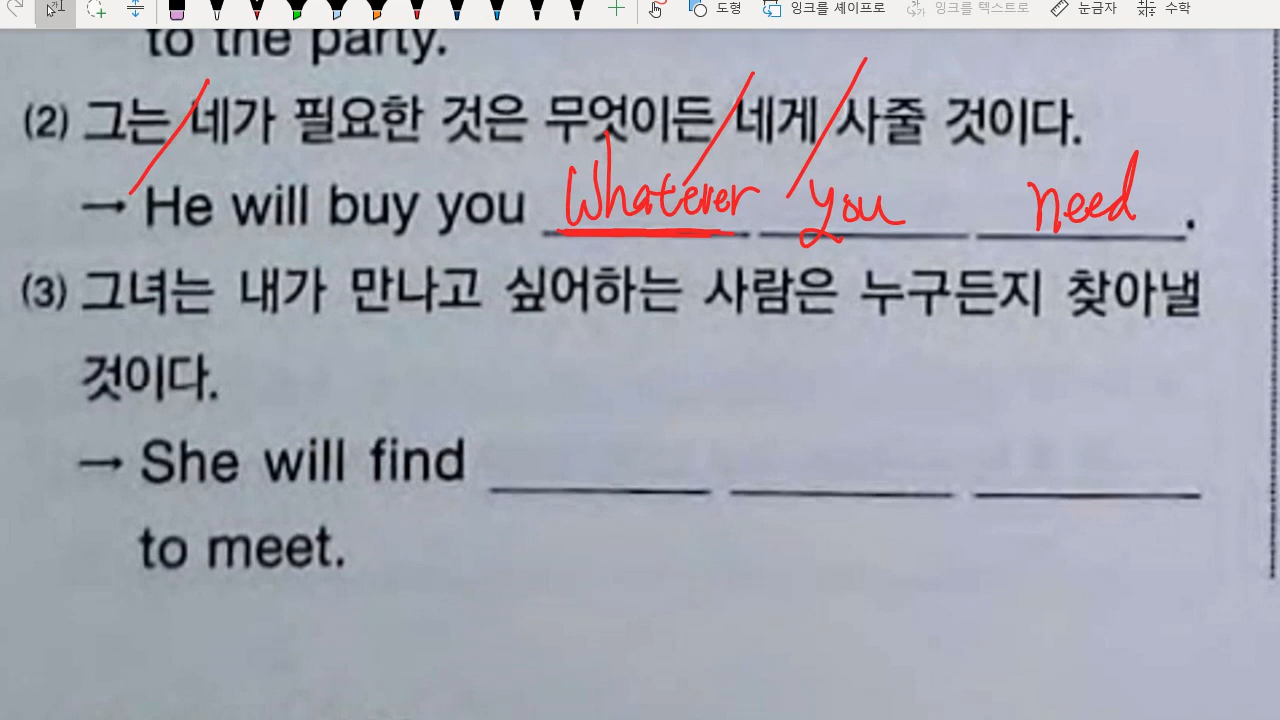 도형 잉크를 셰이프로 잉크를 텍스트로 눈금자 수학
to the party.
(2) 그는 네가 필요한 것은 무엇이든 네게 사줄 것이다.
→ He will buy you Whatever you need.
(3) 그녀는 내가 만나고 싶어하는 사람은 누구든지 찾아낼
것이다.
→ She will find ____ ____ ____
to meet.